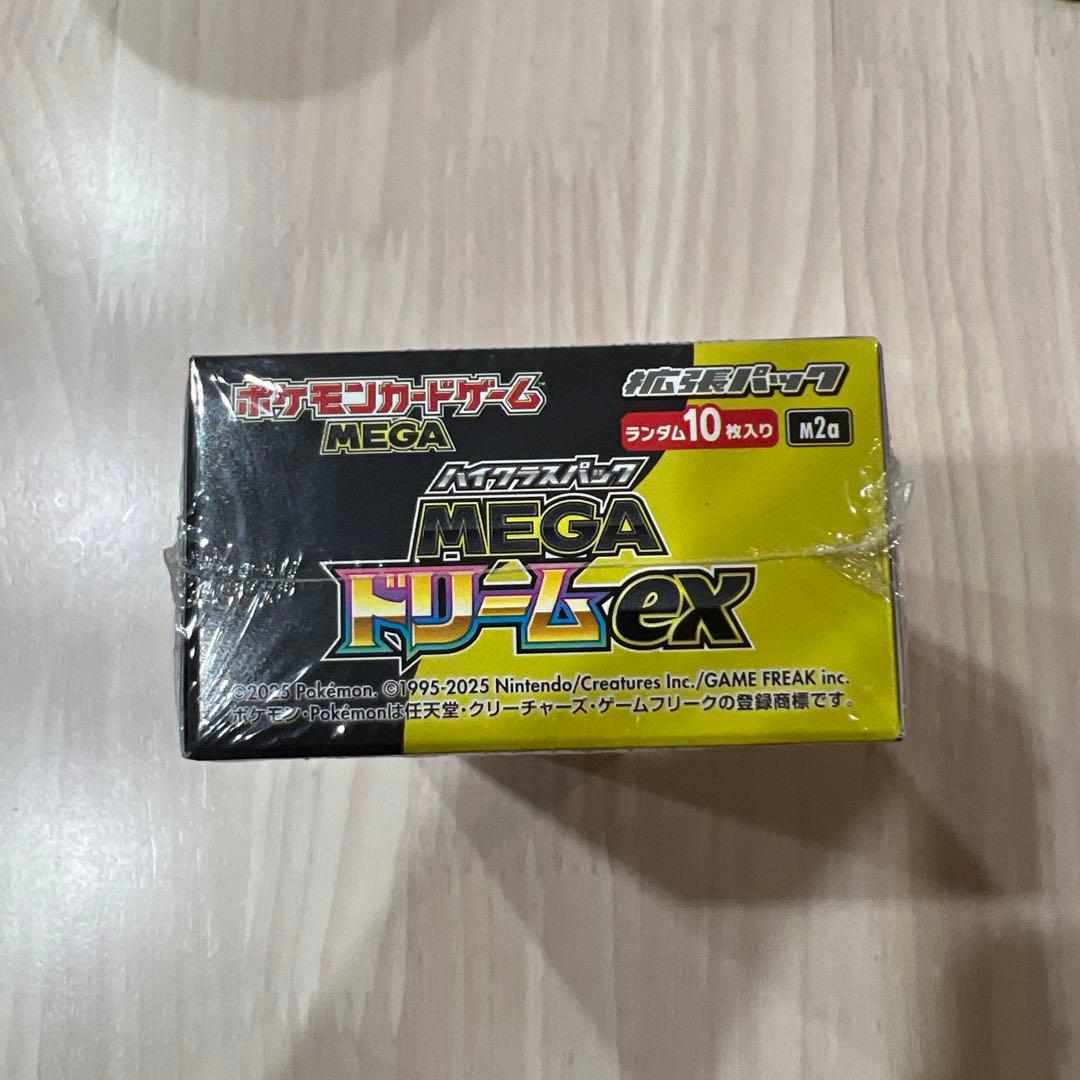 ポケモンカードゲーム™
MEGA
拡張パック
ランダム10枚入り M2a
ハイクラスパック
MEGA
ドリームex
©2025 Pokémon. ©1995-2025 Nintendo/Creatures Inc./GAME FREAK inc.
ポケモン・Pokémonは任天堂・クリーチャーズ・ゲームフリークの登録商標です。